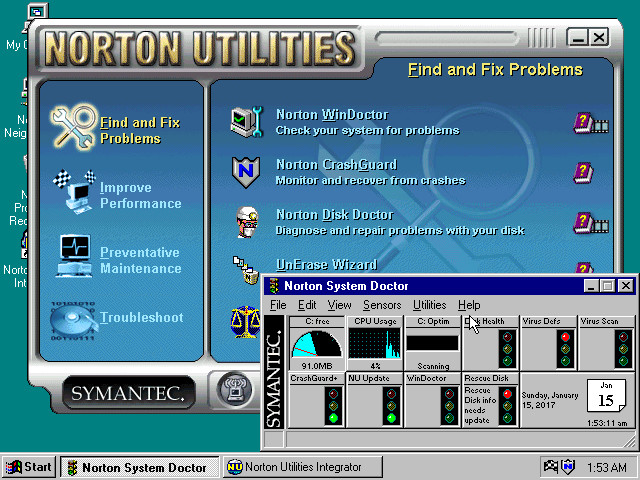 My C
Ne
Neig
N
Pro
Rec
Norto
Int
NORTON UTILITIES
Find and Fix Problems
Find and Fix
Problems
Improve
Performance
Preventative
Maintenance
Troubleshoot
Norton WinDoctor
Check your system for problems
Norton CrashGuard
Monitor and recover from crashes
Norton Disk Doctor
Diagnose and repair problems with your disk
UnErase Wizard
SYMANTEC.
Norton System Doctor
File Edit View Sensors Utilities Help
SYMANTEC.
C: free
CPU Usage
C: Optim
Disk Health
Virus Defs
Virus Scan
91.0MB
4%
Scanning
CrashGuard+
NU Update
WinDoctor
Rescue Disk
Rescue
Disk info
needs
update
Sunday, January
15, 2017
Jan
15
1:53:11 am
Start
Norton System Doctor
Norton Utilities Integrator
1:53 AM